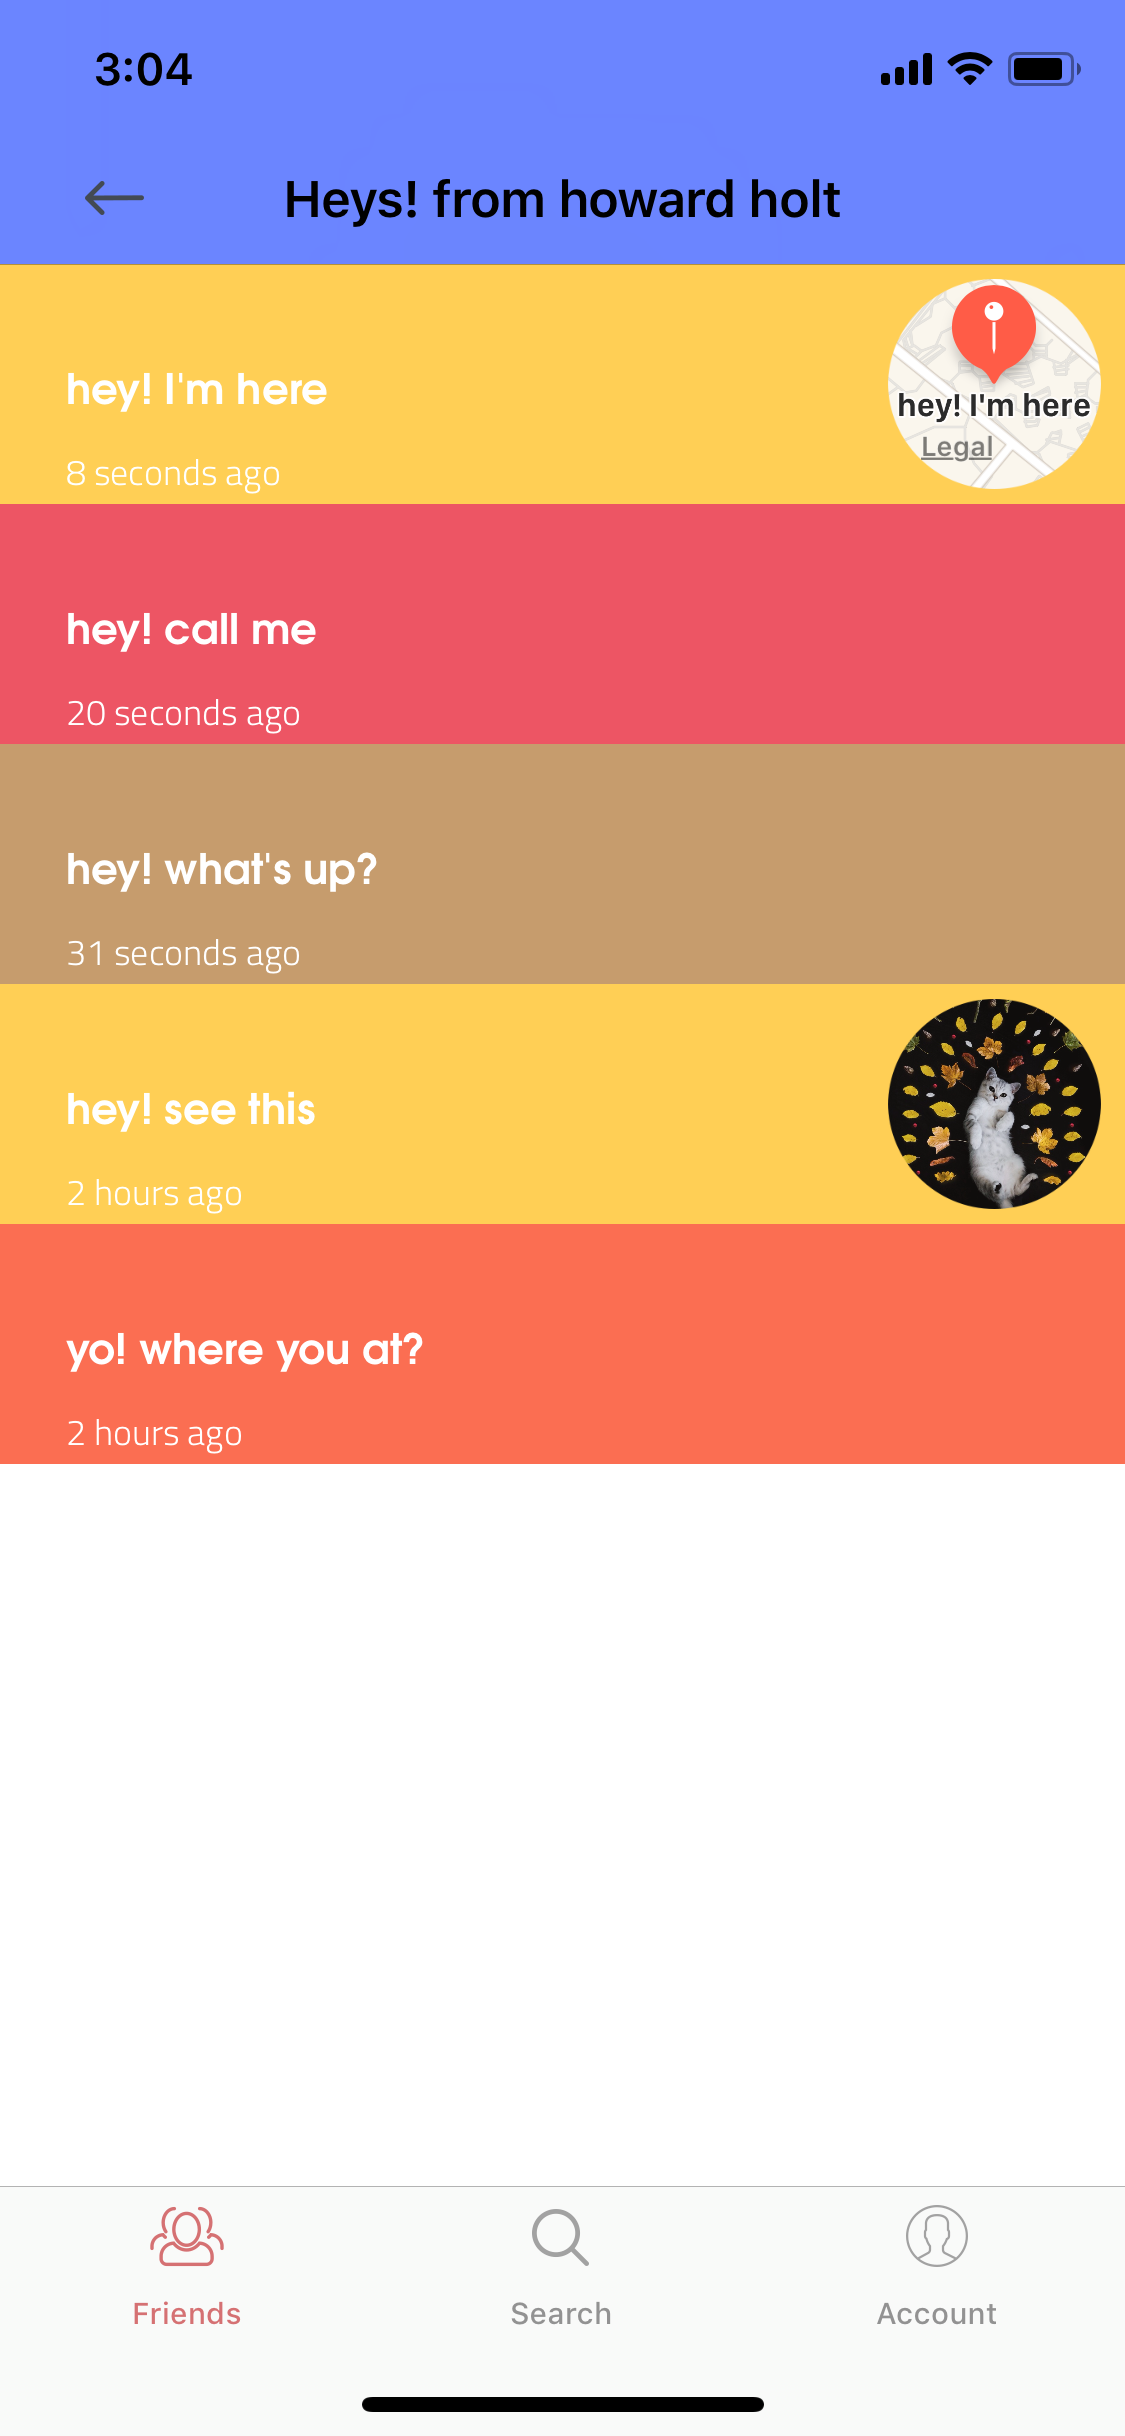 3:04
Heys! from howard holt
hey! I'm here
8 seconds ago
hey! I'm here
Legal
hey! call me
20 seconds ago
hey! what's up?
31 seconds ago
hey! see this
2 hours ago
yo! where you at?
2 hours ago
Friends
Search
Account